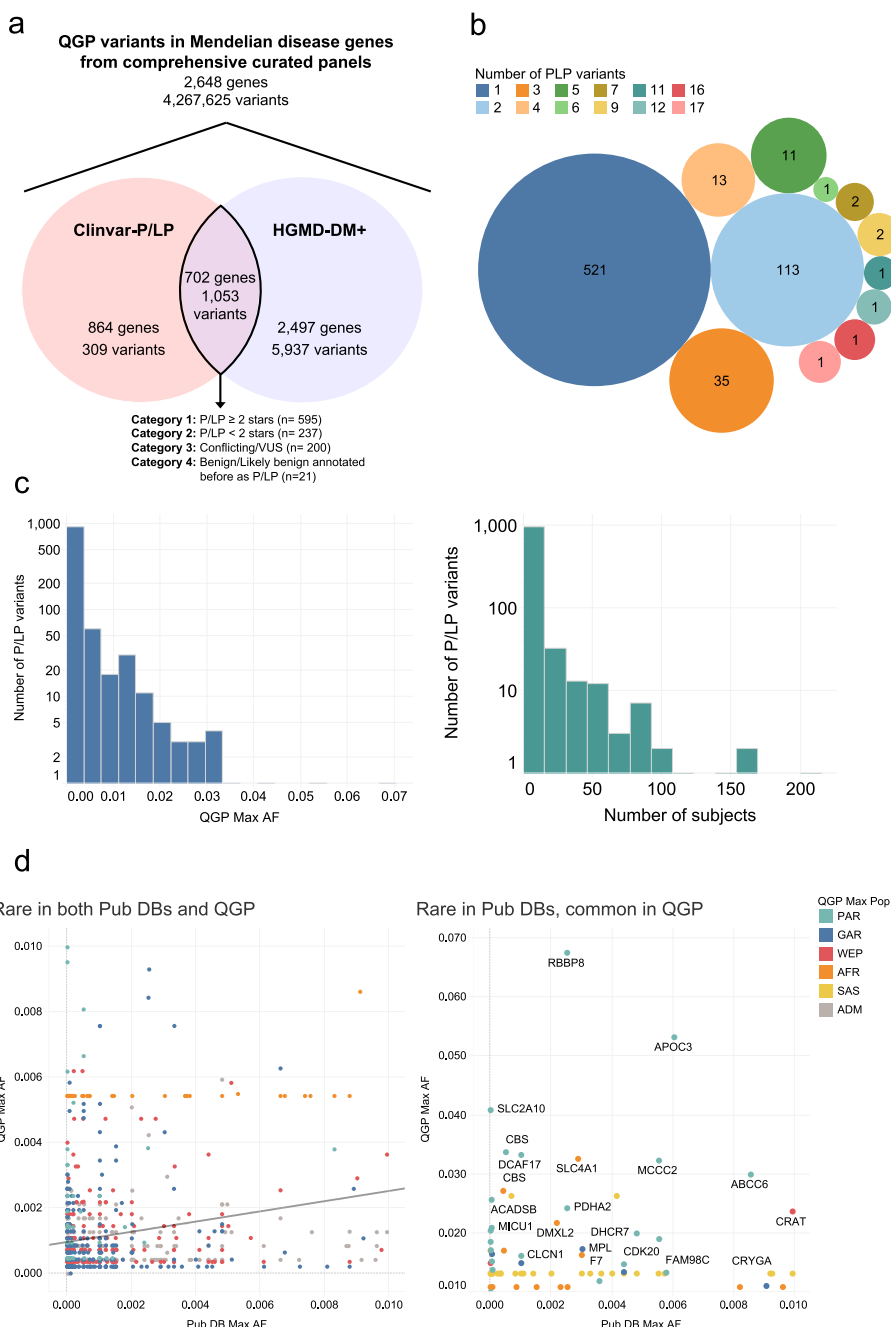 a
QGP variants in Mendelian disease genes
from comprehensive curated panels
2,648 genes
4,267,625 variants
Clinvar-P/LP
HGMD-DM+
702 genes
1,053
variants
864 genes
309 variants
2,497 genes
5,937 variants
Category 1: P/LP ≥ 2 stars (n= 595)
Category 2: P/LP < 2 stars (n= 237)
Category 3: Conflicting/VUS (n= 200)
Category 4: Benign/Likely benign annotated
before as P/LP (n=21)
b
Number of PLP variants
1 3 5 7 11 16
2 4 6 9 12 17
521
113
35
13
11
1
2
2
1
1
1
1
c
Number of P/LP variants
1,000
500
200
100
50
20
10
5
2
1
0.00 0.01 0.02 0.03 0.04 0.05 0.06 0.07
QGP Max AF
Number of P/LP variants
1,000
100
10
1
0 50 100 150 200
Number of subjects
d
Rare in both Pub DBs and QGP
QGP Max AF
0.010
0.008
0.006
0.004
0.002
0.000
0.000 0.002 0.004 0.006 0.008 0.010
Pub DB Max AF
Rare in Pub DBs, common in QGP
QGP Max AF
0.070
0.060
0.050
0.040
0.030
0.020
0.010
0.000 0.002 0.004 0.006 0.008 0.010
Pub DB Max AF
RBBP8
APOC3
SLC2A10
CBS
DCAF17
CBS
SLC4A1
MCCC2
ABCC6
ACADSB
PDHA2
CRAT
MICU1
DMXL2
DHCR7
CLCN1
MPL
F7
CDK20
FAM98C
CRYGA
QGP Max Pop
PAR
GAR
WEP
AFR
SAS
ADM